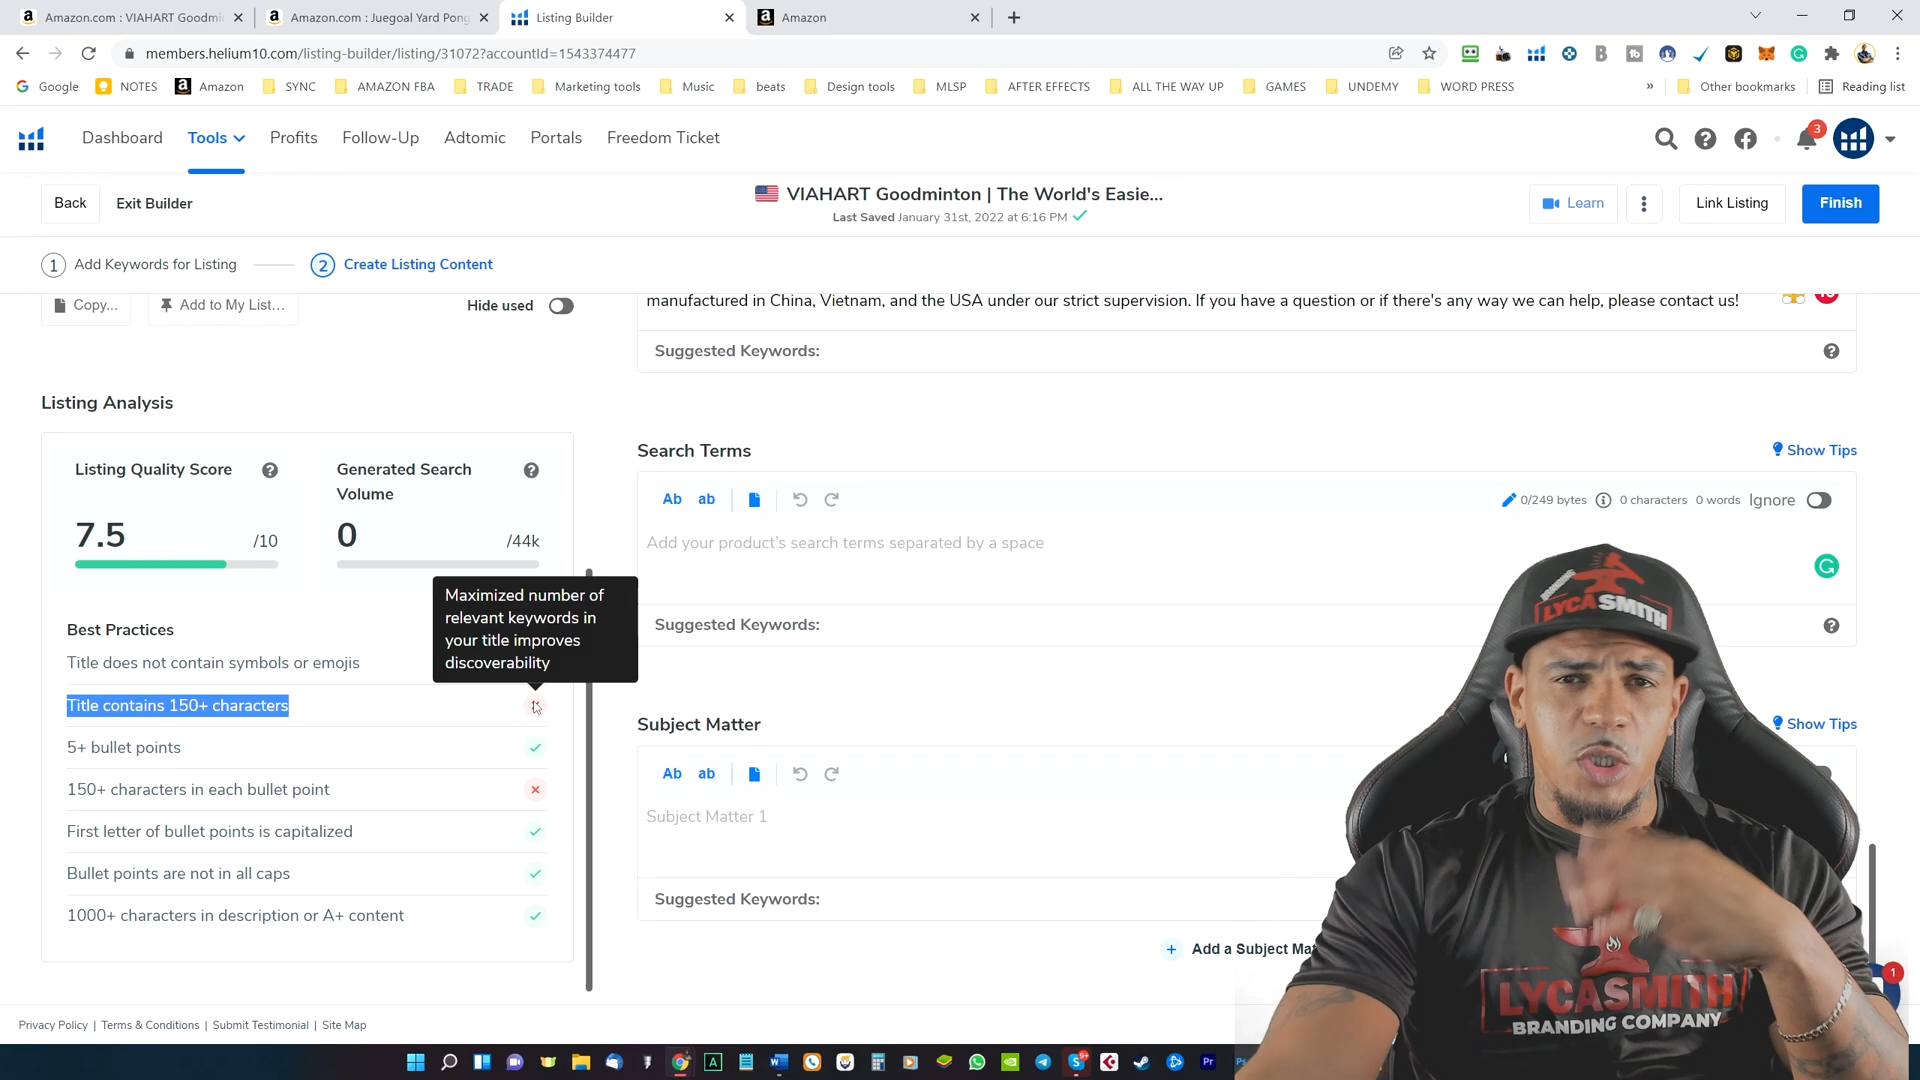 Amazon.com : VIAHART Goodmi
Amazon.com : Juegoal Yard Pong
Listing Builder
Amazon
members.helium10.com/listing-builder/listing/31072?accountId=1543374477
Google
NOTES
Amazon
SYNC
AMAZON FBA
TRADE
Marketing tools
Music
beats
Design tools
MLSP
AFTER EFFECTS
ALL THE WAY UP
GAMES
UNDEMY
WORD PRESS
»
Other bookmarks
Reading list
Dashboard
Tools
Profits
Follow-Up
Adtomic
Portals
Freedom Ticket
3
Back
Exit Builder
VIAHART Goodminton | The World's Easie...
Last Saved January 31st, 2022 at 6:16 PM
Learn
Link Listing
Finish
1 Add Keywords for Listing
2 Create Listing Content
Copy...
Add to My List...
Hide used
manufactured in China, Vietnam, and the USA under our strict supervision. If you have a question or if there's any way we can help, please contact us!
Suggested Keywords:
Listing Analysis
Listing Quality Score
7.5 /10
Generated Search Volume
0 /44k
Maximized number of
relevant keywords in
your title improves
discoverability
Best Practices
Title does not contain symbols or emojis
Title contains 150+ characters
5+ bullet points
150+ characters in each bullet point
First letter of bullet points is capitalized
Bullet points are not in all caps
1000+ characters in description or A+ content
Search Terms
Show Tips
Ab ab
0/249 bytes 0 characters 0 words Ignore
Add your product's search terms separated by a space
Suggested Keywords:
Subject Matter
Show Tips
Ab ab
Subject Matter 1
Suggested Keywords:
+ Add a Subject Mat
LYCASMITH
LYCASMITH
BRANDING COMPANY
1
Privacy Policy | Terms & Conditions | Submit Testimonial | Site Map